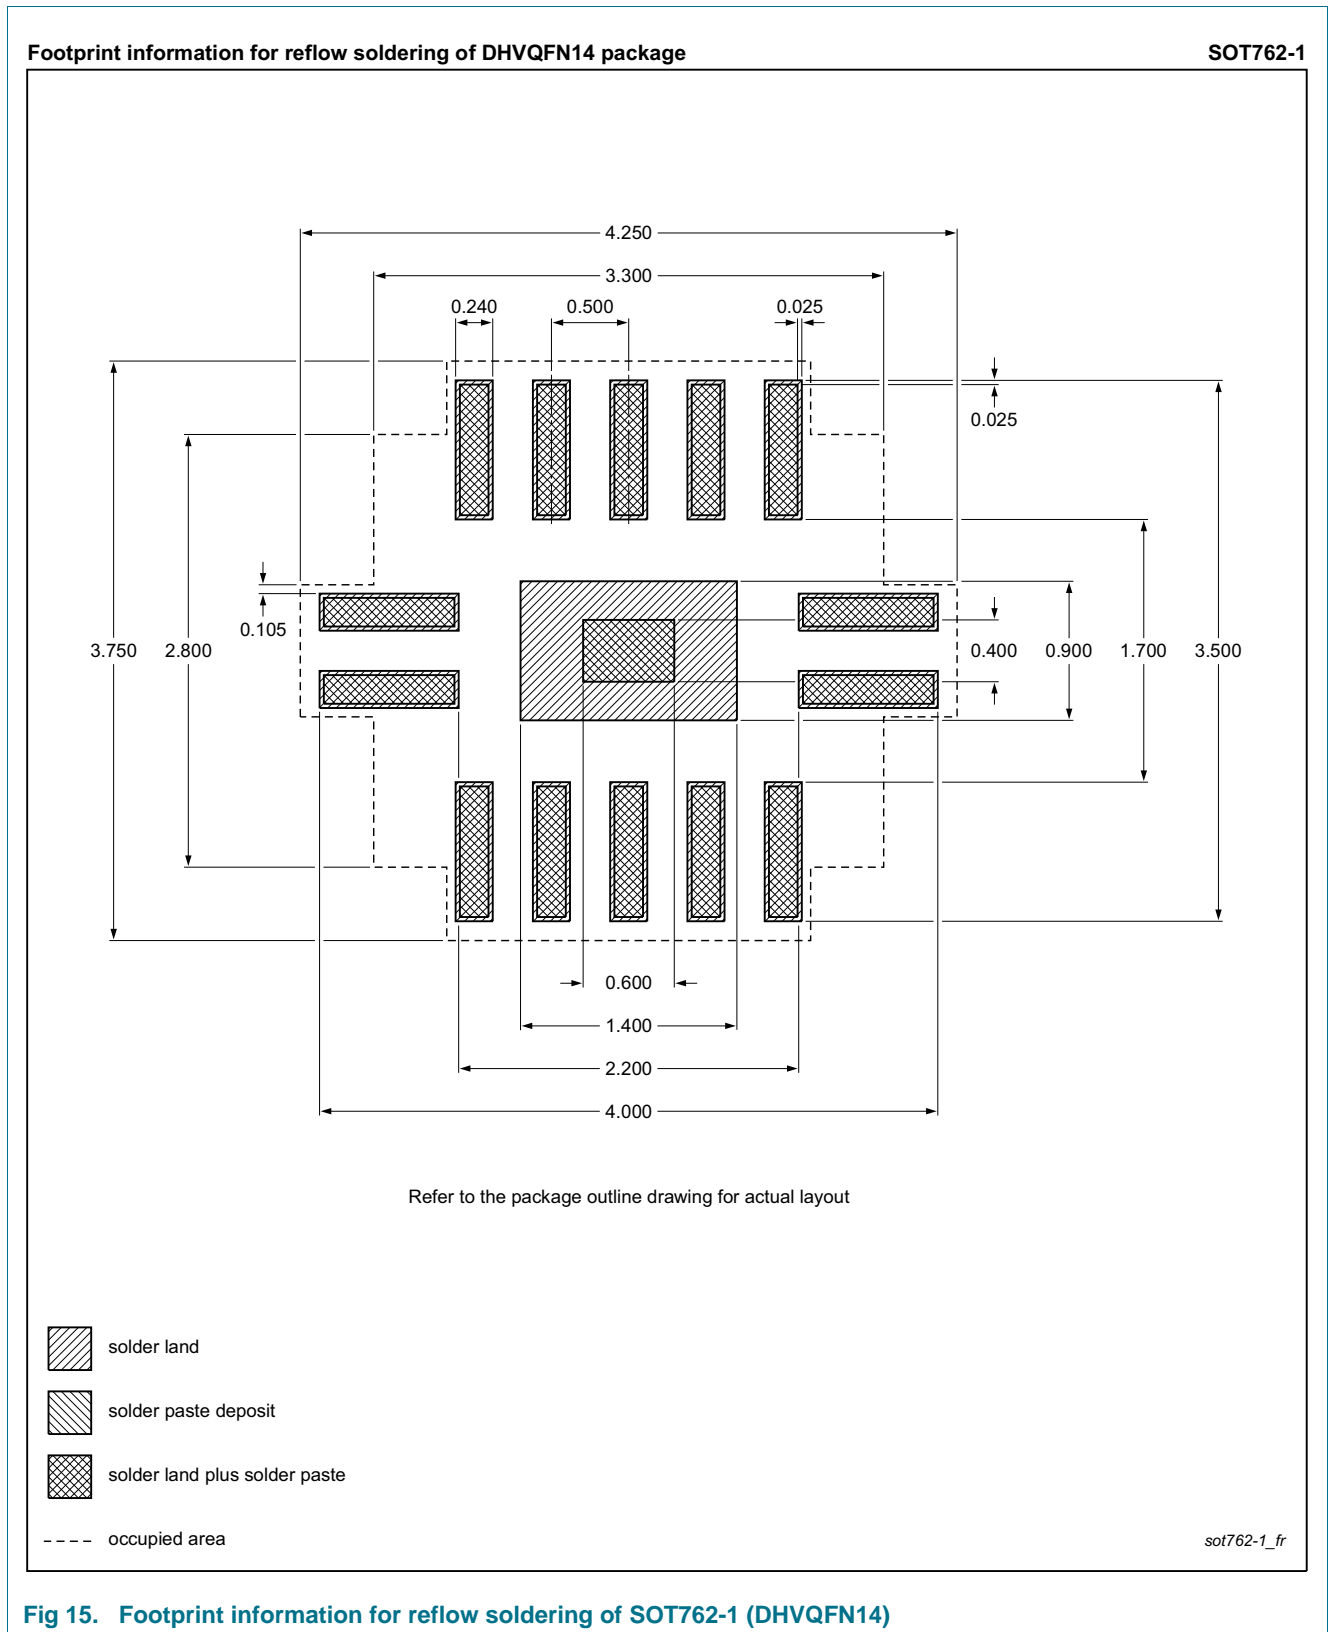 Footprint information for reflow soldering of DHVQFN14 package SOT762-1
4.250
3.300
0.240 0.500 0.025
0.025
0.105
3.750 2.800 0.400 0.900 1.700 3.500
0.600
1.400
2.200
4.000
Refer to the package outline drawing for actual layout
solder land
solder paste deposit
solder land plus solder paste
occupied area sot762-1_fr
Fig 15. Footprint information for reflow soldering of SOT762-1 (DHVQFN14)